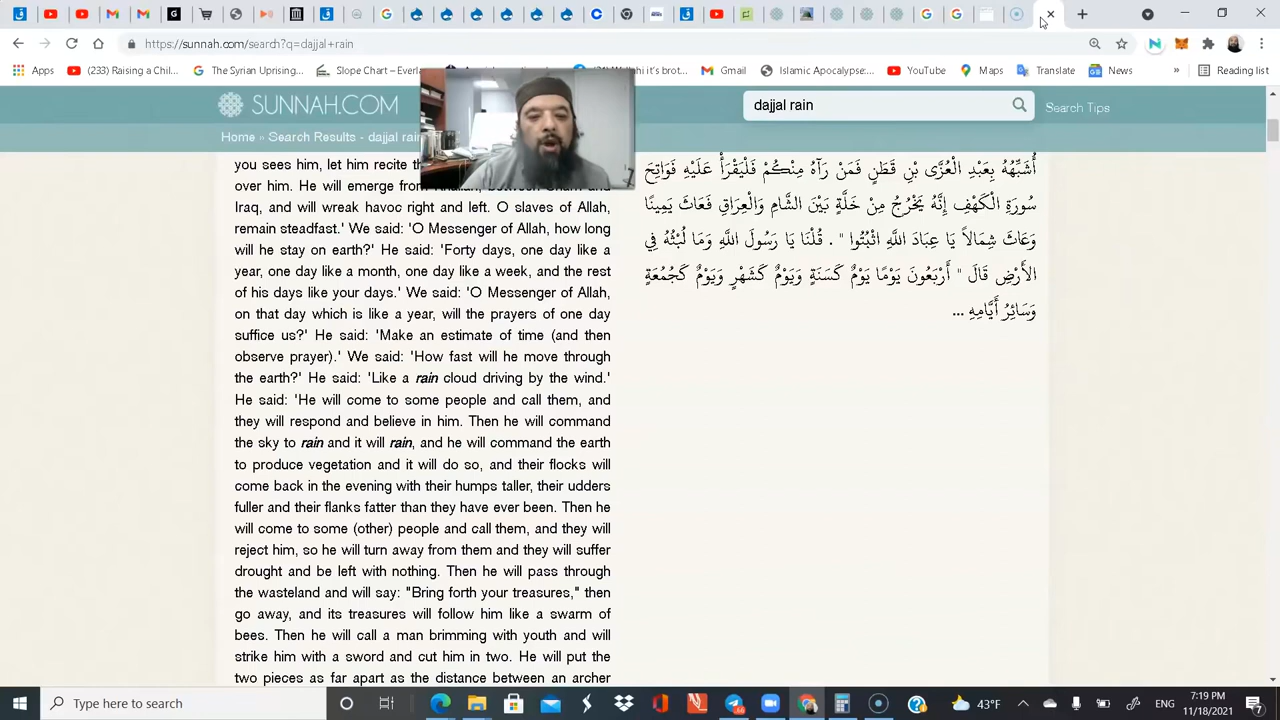 https://sunnah.com/search?q=dajjal+rain
Apps
(233) Raising a Chil...
The Syrian Uprising...
Slope Chart — Everl...
(21) Wallahi it's brot...
Gmail
Islamic Apocalypse:...
YouTube
Maps
Translate
News
»
Reading list
SUNNAH.COM
dajjal rain
Search Tips
Home » Search Results - dajjal rain
you sees him, let him recite
over him. He will emerge from Khallah, between Sham and
Iraq, and will wreak havoc right and left. O slaves of Allah,
remain steadfast.' We said: 'O Messenger of Allah, how long
will he stay on earth?' He said: 'Forty days, one day like a
year, one day like a month, one day like a week, and the rest
of his days like your days.' We said: 'O Messenger of Allah,
on that day which is like a year, will the prayers of one day
suffice us?' He said: 'Make an estimate of time (and then
observe prayer).' We said: 'How fast will he move through
the earth?' He said: 'Like a rain cloud driving by the wind.'
He said: 'He will come to some people and call them, and
they will respond and believe in him. Then he will command
the sky to rain and it will rain, and he will command the earth
to produce vegetation and it will do so, and their flocks will
come back in the evening with their humps taller, their udders
fuller and their flanks fatter than they have ever been. Then he
will come to some (other) people and call them, and they will
reject him, so he will turn away from them and they will suffer
drought and be left with nothing. Then he will pass through
the wasteland and will say: "Bring forth your treasures," then
go away, and its treasures will follow him like a swarm of
bees. Then he will call a man brimming with youth and will
strike him with a sword and cut him in two. He will put the
two pieces as far apart as the distance between an archer
أُشَبِّهُهُ بِعَبْدِ الْعُزَّى بْنِ قَطَنٍ فَمَنْ رَآهُ مِنْكُمْ فَلْيَقْرَأْ عَلَيْهِ فَوَاتِحَ
سُورَةِ الْكَهْفِ إِنَّهُ يَخْرُجُ مِنْ خَلَّةٍ بَيْنَ الشَّامِ وَالْعِرَاقِ فَعَاثَ يَمِينًا
وَعَاثَ شِمَالاً يَا عِبَادَ اللَّهِ اثْبُتُوا " . قُلْنَا يَا رَسُولَ اللَّهِ وَمَا لُبْثُهُ فِي
الأَرْضِ قَالَ " أَرْبَعُونَ يَوْمًا يَوْمٌ كَسَنَةٍ وَيَوْمٌ كَشَهْرٍ وَيَوْمٌ كَجُمُعَةٍ
وَسَائِرُ أَيَّامِهِ ...
Type here to search
43°F
ENG
7:19 PM
11/18/2021